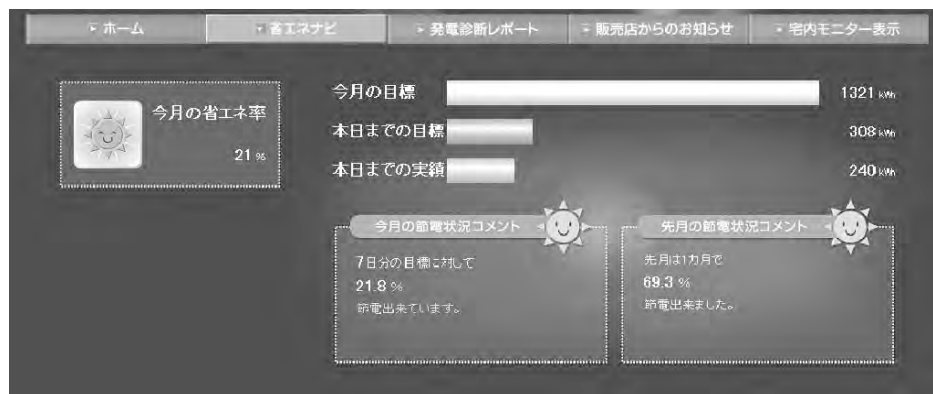 ホーム
省エネナビ
発電診断レポート
販売店からのお知らせ
宅内モニター表示
今月の省エネ率
21 %
今月の目標 1321 kWh
本日までの目標 308 kWh
本日までの実績 240 kWh
今月の節電状況コメント
7日分の目標に対して
21.8 %
節電出来ています。
先月の節電状況コメント
先月は1カ月で
69.3 %
節電出来ました。